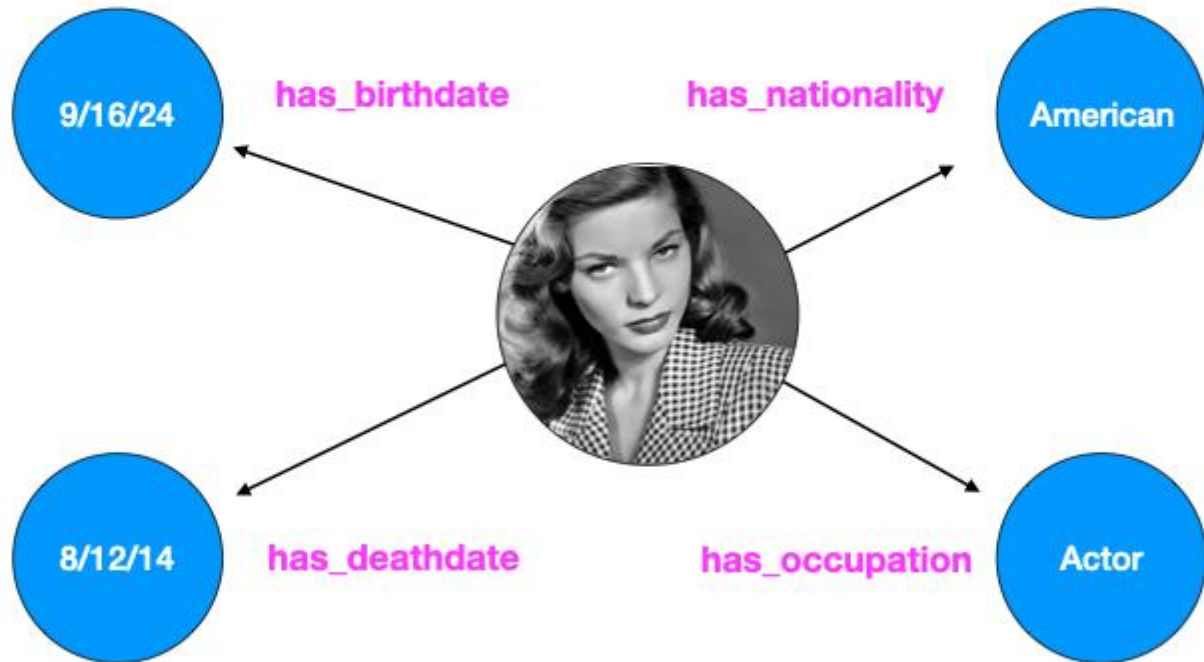 9/16/24
has_birthdate
has_nationality
American
8/12/14
has_deathdate
has_occupation
Actor